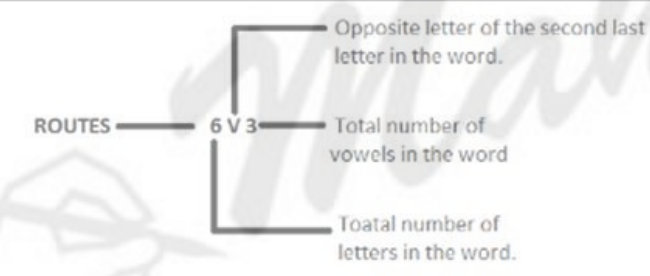 Opposite letter of the second last
letter in the word.
ROUTES 6 V 3 Total number of
vowels in the word
Toatal number of
letters in the word.